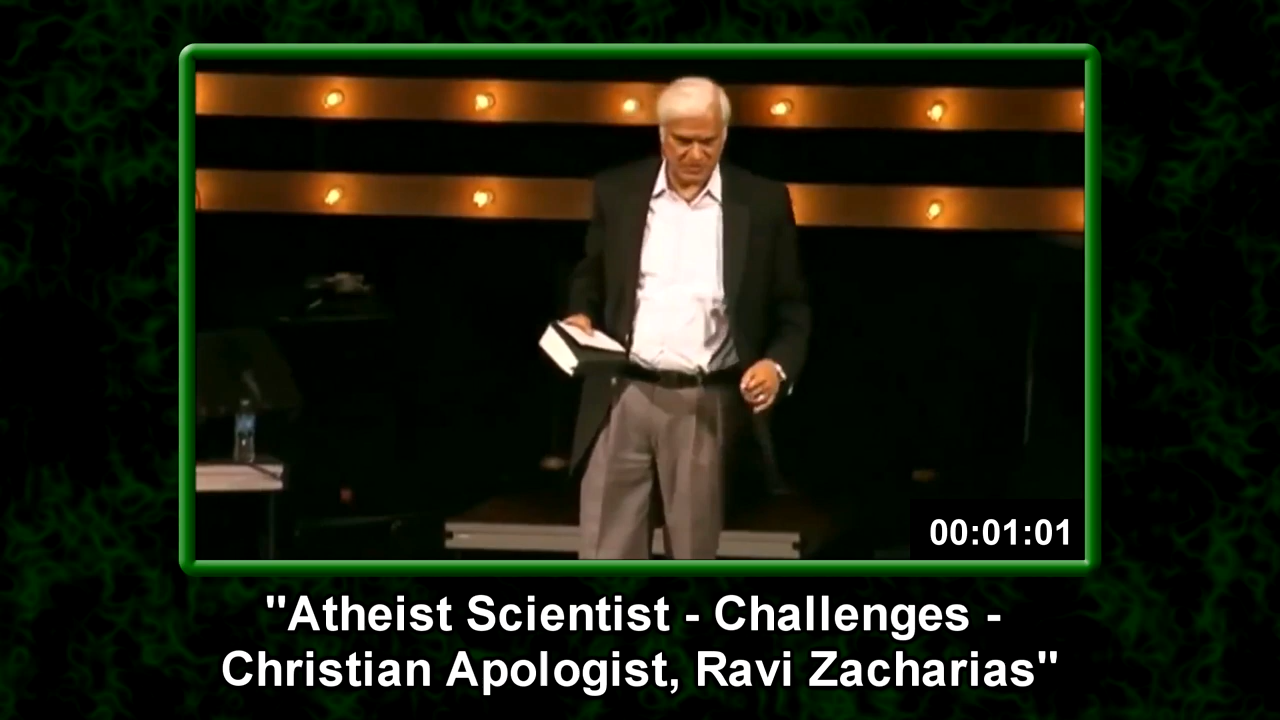 00:01:01
"Atheist Scientist - Challenges -
Christian Apologist, Ravi Zacharias"